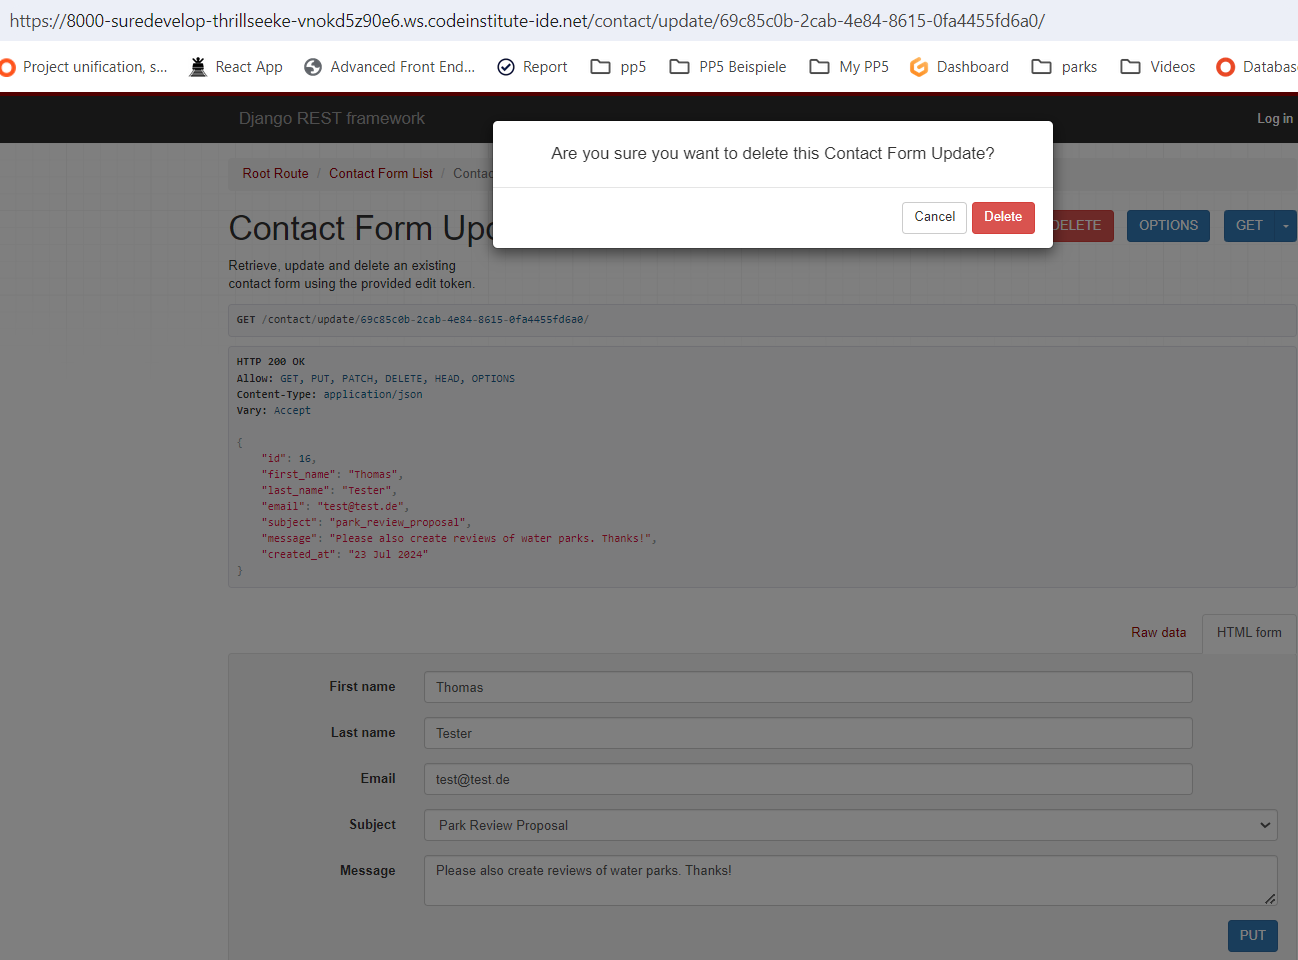 https://8000-suredevelop-thrillseeke-vnokd5z90e6.ws.codeinstitute-ide.net/contact/update/69c85c0b-2cab-4e84-8615-0fa4455fd6a0/
Project unification, s... React App Advanced Front End... Report pp5 PP5 Beispiele My PP5 Dashboard parks Videos Databas
Django REST framework Log in
Are you sure you want to delete this Contact Form Update?
Cancel Delete
Root Route / Contact Form List / Contac
Contact Form Upd
DELETE OPTIONS GET
Retrieve, update and delete an existing
contact form using the provided edit token.
GET /contact/update/69c85c0b-2cab-4e84-8615-0fa4455fd6a0/
HTTP 200 OK
Allow: GET, PUT, PATCH, DELETE, HEAD, OPTIONS
Content-Type: application/json
Vary: Accept
{
"id": 16,
"first_name": "Thomas",
"last_name": "Tester",
"email": "test@test.de",
"subject": "park_review_proposal",
"message": "Please also create reviews of water parks. Thanks!",
"created_at": "23 Jul 2024"
}
Raw data HTML form
First name Thomas
Last name Tester
Email test@test.de
Subject Park Review Proposal
Message Please also create reviews of water parks. Thanks!
PUT